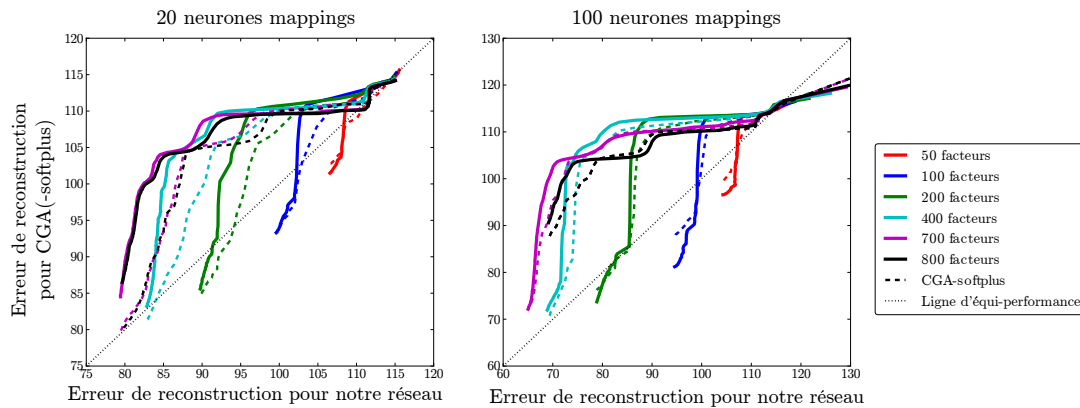 20 neurones mappings
100 neurones mappings
Erreur de reconstruction
pour CGA(-softplus)
120
115
110
105
100
95
90
85
80
75
75 80 85 90 95 100 105 110 115 120
Erreur de reconstruction pour notre réseau
130
120
110
100
90
80
70
60
60 70 80 90 100 110 120 130
Erreur de reconstruction pour notre réseau
50 facteurs
100 facteurs
200 facteurs
400 facteurs
700 facteurs
800 facteurs
CGA-softplus
Ligne d'équi-performance